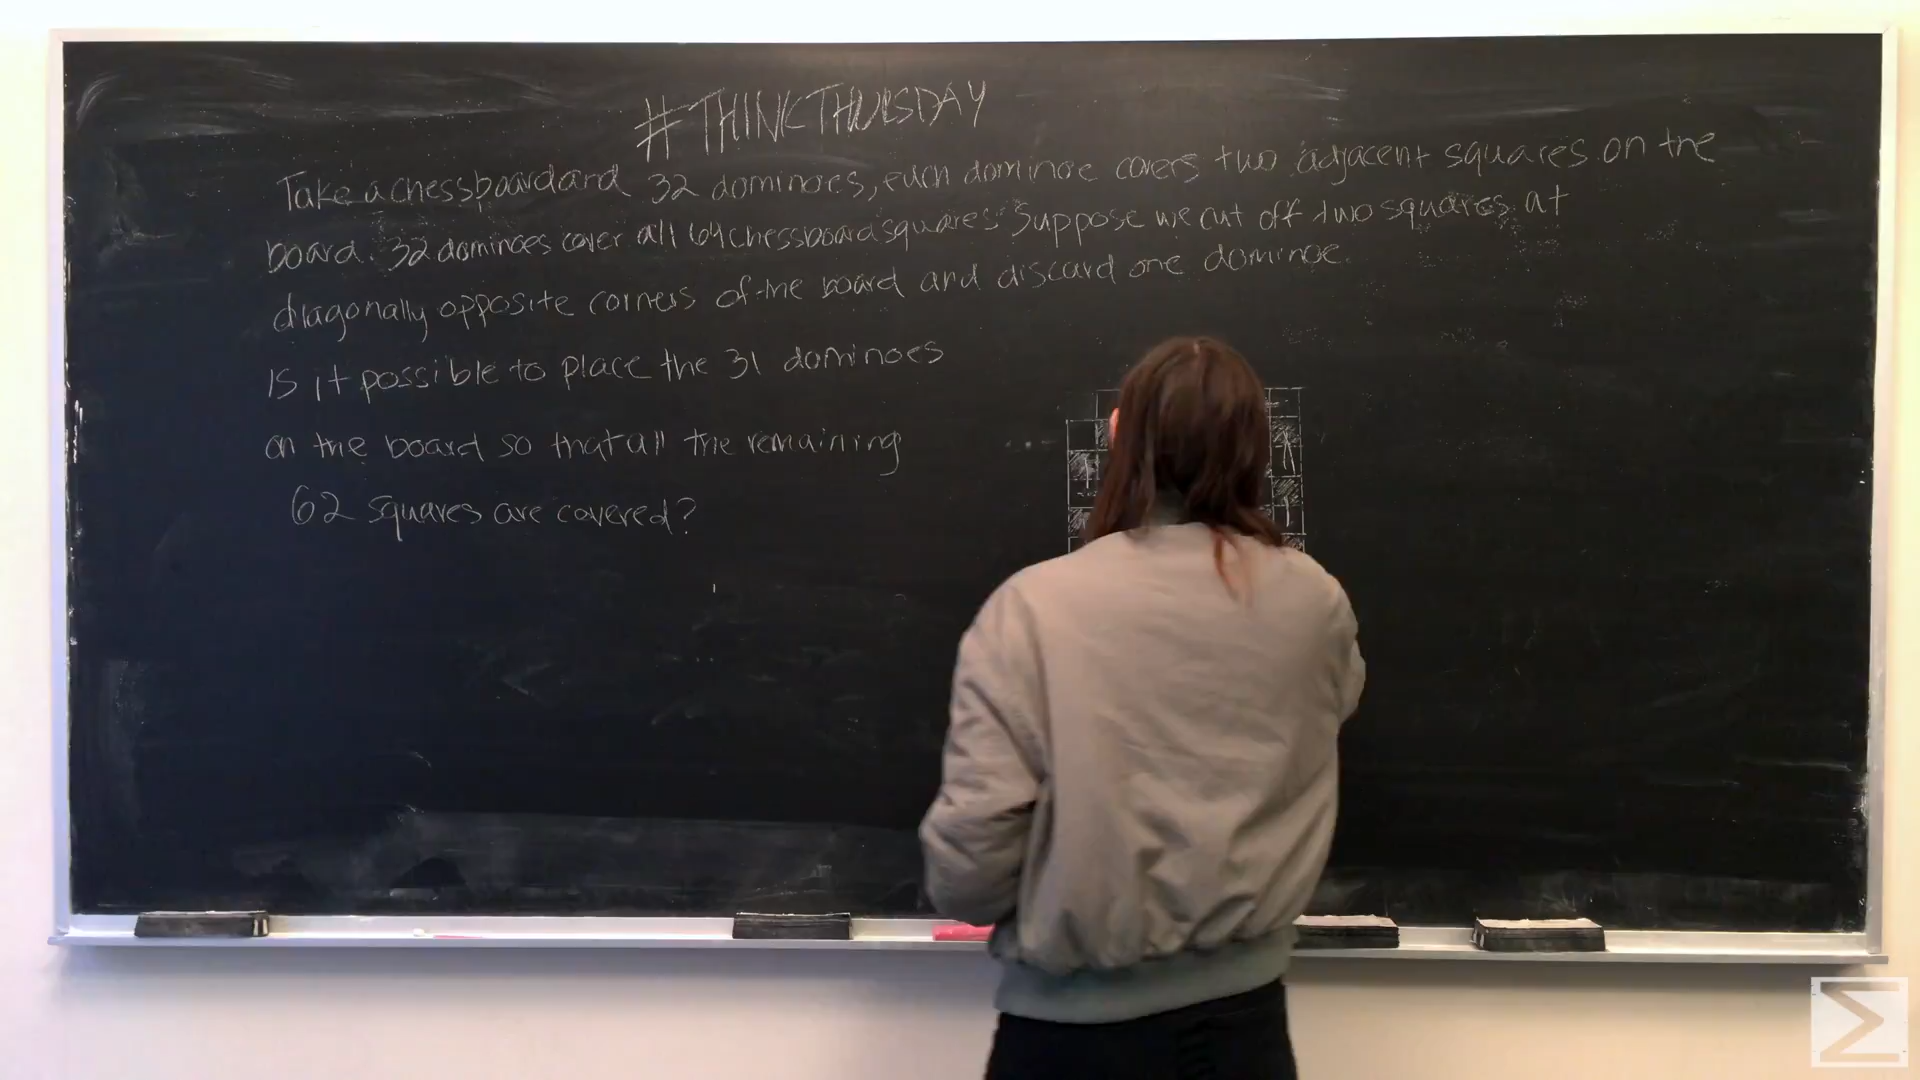 #THINKTHURSDAY
Take a chessboard and 32 dominoes, each dominoe covers two adjacent squares on the
board. 32 dominoes cover all 64 chessboard squares. Suppose we cut off two squares at
diagonally opposite corners of the board and discard one dominoe.
Is it possible to place the 31 dominoes
on the board so that all the remaining
62 squares are covered?